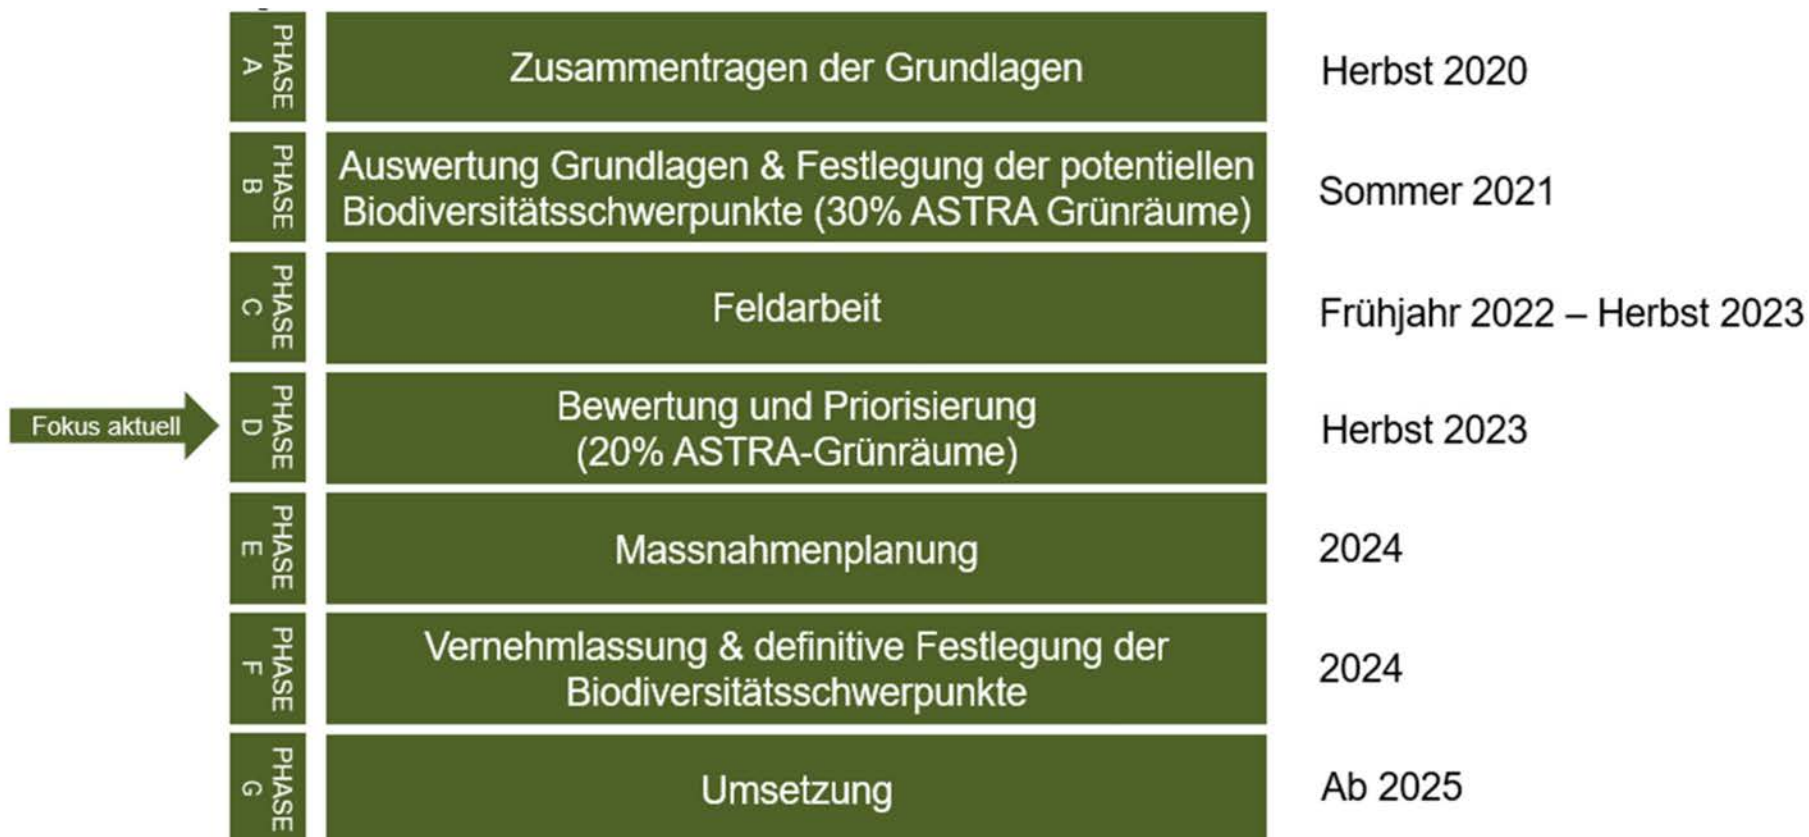 PHASE
A
Zusammentragen der Grundlagen
Herbst 2020
PHASE
B
Auswertung Grundlagen & Festlegung der potentiellen
Biodiversitätsschwerpunkte (30% ASTRA Grünräume)
Sommer 2021
PHASE
C
Feldarbeit
Frühjahr 2022 – Herbst 2023
Fokus aktuell
PHASE
D
Bewertung und Priorisierung
(20% ASTRA-Grünräume)
Herbst 2023
PHASE
E
Massnahmenplanung
2024
PHASE
F
Vernehmlassung & definitive Festlegung der
Biodiversitätsschwerpunkte
2024
PHASE
G
Umsetzung
Ab 2025